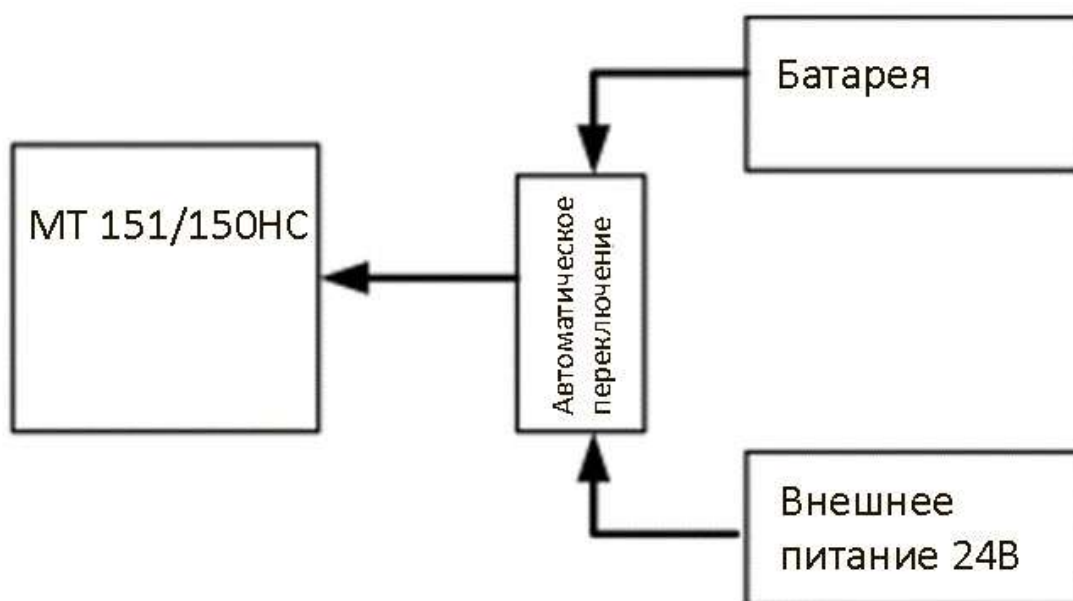 Батарея
МТ 151/150НС
Автоматическое
переключение
Внешнее
питание 24В